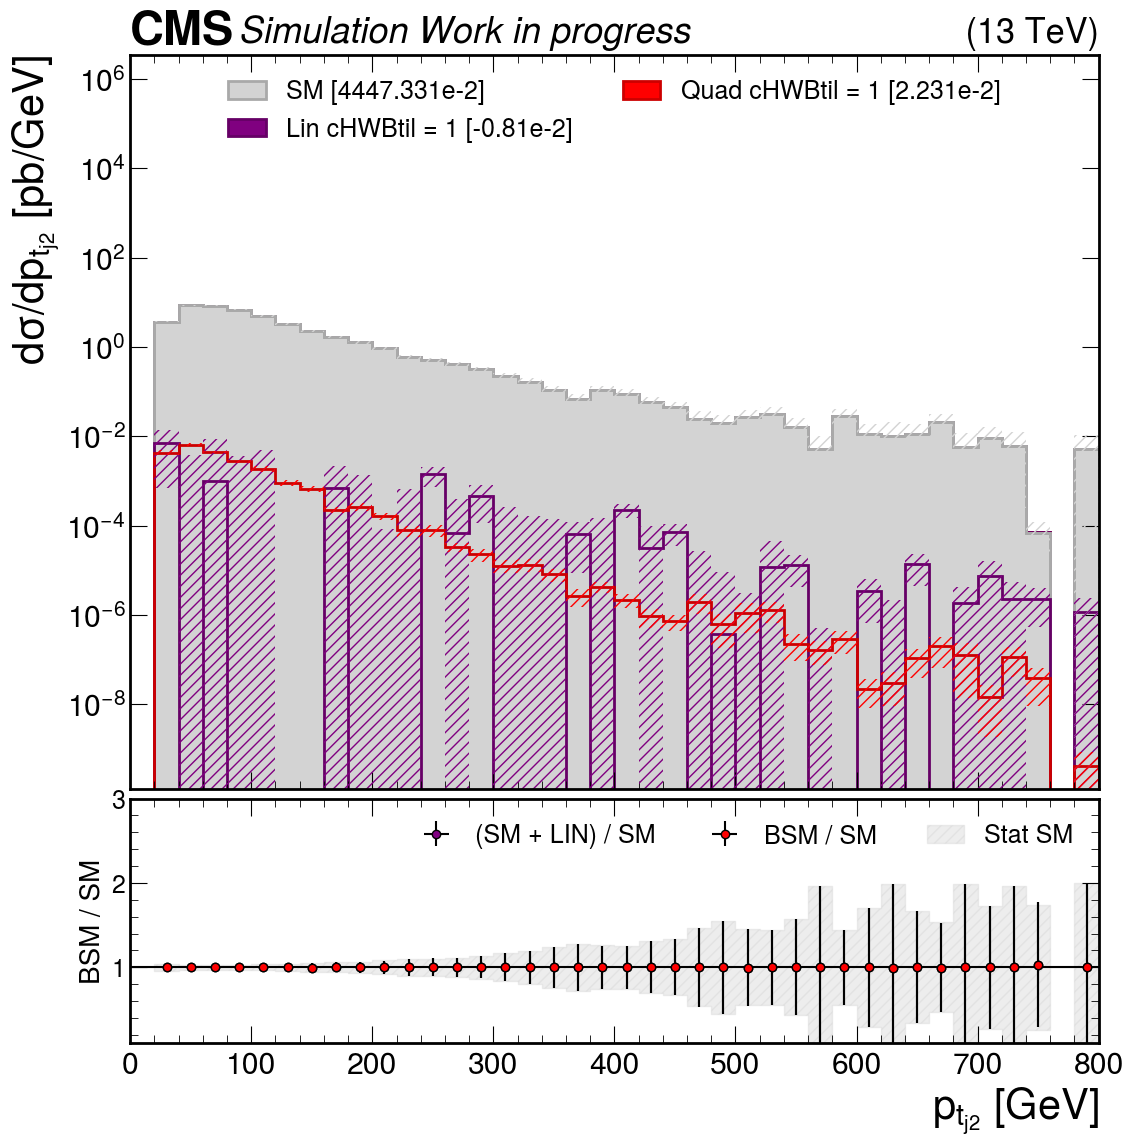 CMS Simulation Work in progress (13 TeV)
dσ/dp_{t_{j2}} [pb/GeV]
SM [4447.331e-2]
Quad cHWBtil = 1 [2.231e-2]
Lin cHWBtil = 1 [-0.81e-2]
10^6
10^4
10^2
10^0
10^{-2}
10^{-4}
10^{-6}
10^{-8}
BSM / SM
(SM + LIN) / SM
BSM / SM
Stat SM
3
2
1
0 100 200 300 400 500 600 700 800
p_{t_{j2}} [GeV]